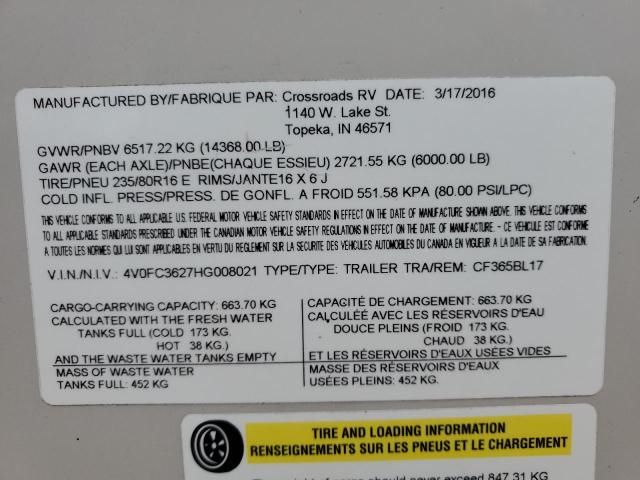 MANUFACTURED BY/FABRIQUE PAR: Crossroads RV DATE: 3/17/2016
1140 W. Lake St.
Topeka, IN 46571
GVWR/PNBV 6517.22 KG (14368.00 LB)
GAWR (EACH AXLE)/PNBE(CHAQUE ESSIEU) 2721.55 KG (6000.00 LB)
TIRE/PNEU 235/80R16 E RIMS/JANTE16 X 6 J
COLD INFL. PRESS/PRESS. DE GONFL. A FROID 551.58 KPA (80.00 PSI/LPC)
THIS VEHICLE CONFORMS TO ALL APPLICABLE U.S. FEDERAL MOTOR VEHICLE SAFETY STANDARDS IN EFFECT ON THE DATE OF MANUFACTURE SHOWN ABOVE. THIS VEHICLE CONFORMS
TO ALL APPLICABLE STANDARDS PRESCRIBED UNDER THE CANADIAN MOTOR VEHICLE SAFETY REGULATIONS IN EFFECT ON THE DATE OF MANUFACTURE - CE VEHICULE EST CONFORME
A TOUTES LES NORMES QUI LUI SONT APPLICABLES EN VERTU DU REGLEMENT SUR LA SECURITE DES VEHICULES AUTOMOBILES DU CANADA EN VIGUEUR A LA DATE DE SA FABRICATION.
V.I.N./N.I.V.: 4V0FC3627HG008021 TYPE/TYPE: TRAILER TRA/REM: CF365BL17
CARGO-CARRYING CAPACITY: 663.70 KG
CALCULATED WITH THE FRESH WATER
TANKS FULL (COLD 173 KG.
HOT 38 KG.)
AND THE WASTE WATER TANKS EMPTY
MASS OF WASTE WATER
TANKS FULL: 452 KG
CAPACITÉ DE CHARGEMENT: 663.70 KG
CALCULÉE AVEC LES RÉSERVOIRS D'EAU
DOUCE PLEINS (FROID 173 KG.
CHAUD 38 KG.)
ET LES RÉSERVOIRS D'EAUX USÉES VIDES
MASSE DES RÉSERVOIRS D'EAUX
USÉES PLEINS: 452 KG.
TIRE AND LOADING INFORMATION
RENSEIGNEMENTS SUR LES PNEUS ET LE CHARGEMENT
should never exceed 847.31 KG